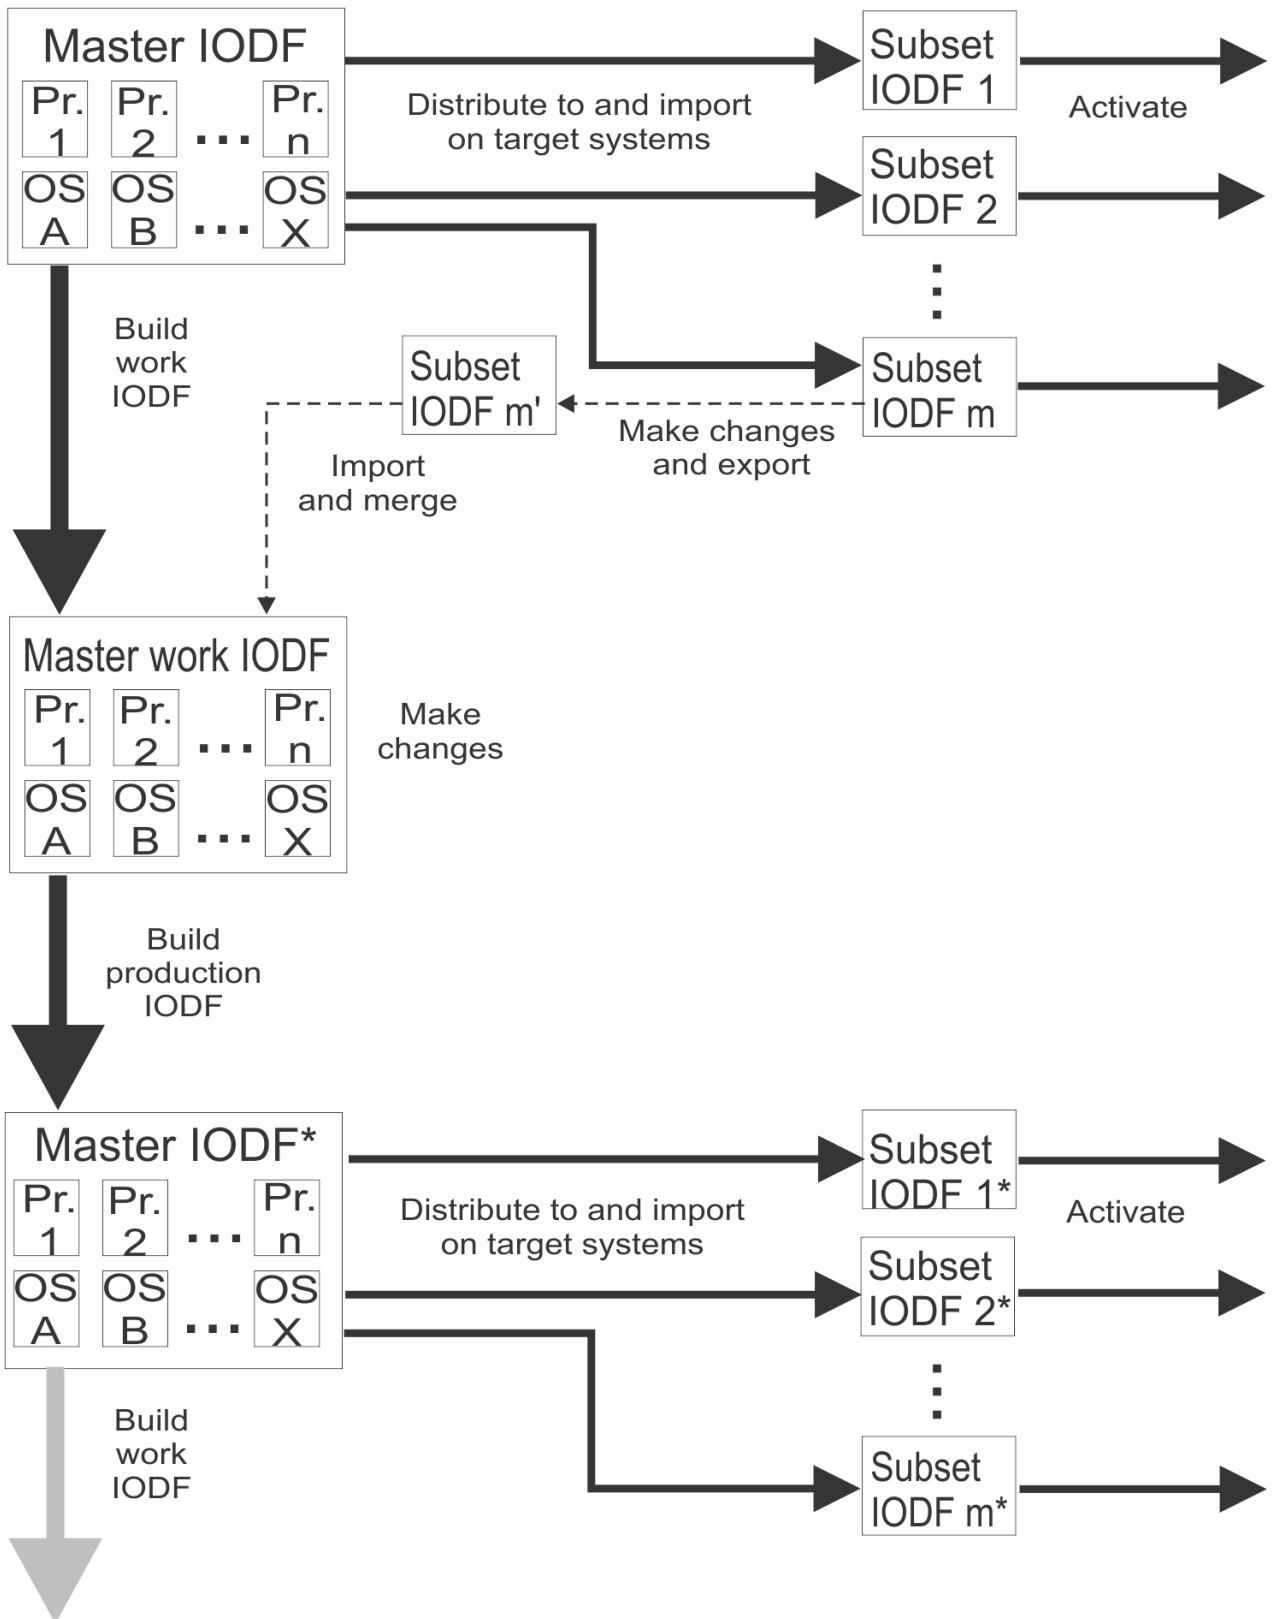 Master IODF
Pr. Pr. Pr.
1 2 ... n
OS OS OS
A B ... X
Distribute to and import
on target systems
Subset
IODF 1
Activate
Subset
IODF 2
Build
work
IODF
Subset
IODF m'
Make changes
and export
Subset
IODF m
Import
and merge
Master work IODF
Pr. Pr. Pr.
1 2 ... n
OS OS OS
A B ... X
Make
changes
Build
production
IODF
Master IODF*
Pr. Pr. Pr.
1 2 ... n
OS OS OS
A B ... X
Distribute to and import
on target systems
Subset
IODF 1*
Activate
Subset
IODF 2*
Build
work
IODF
Subset
IODF m*